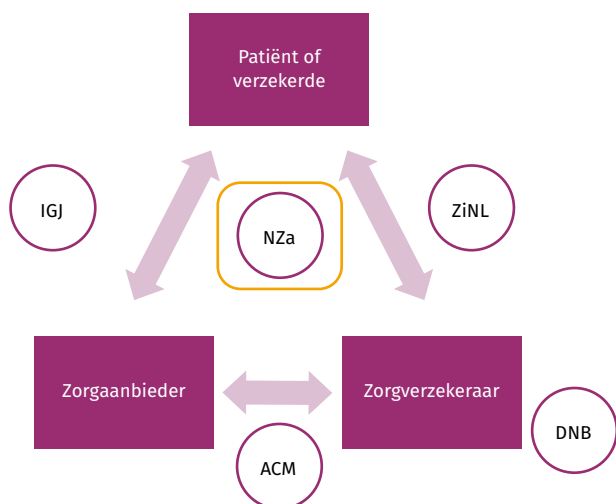 Patiënt of
verzekerde
IGJ
NZa
ZiNL
Zorgaanbieder
Zorgverzekeraar
ACM
DNB